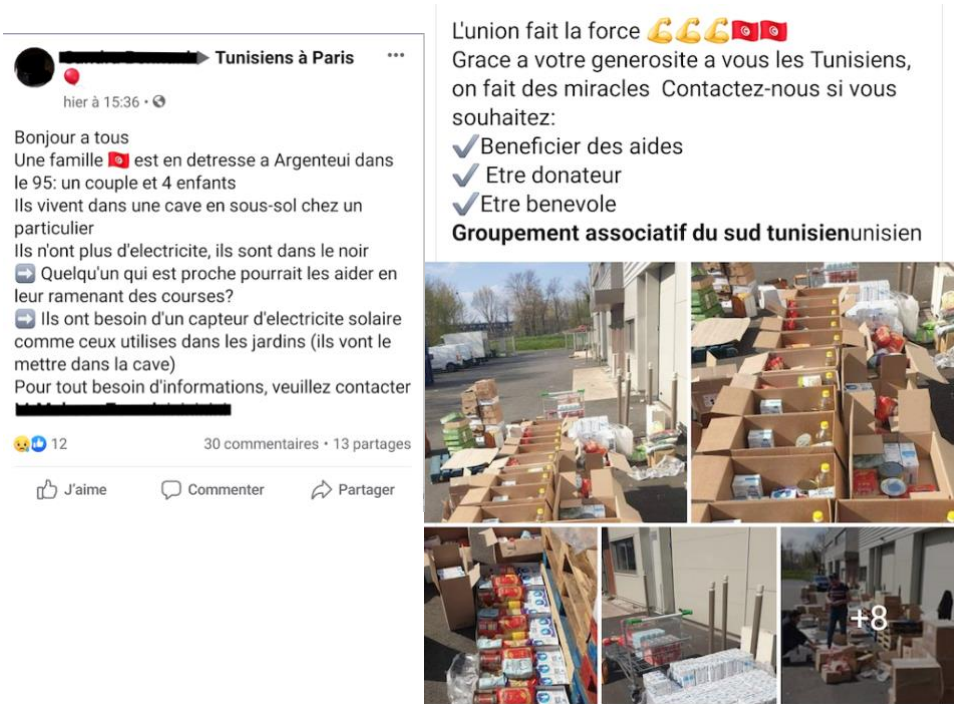 Tunisiens à Paris
hier à 15:36
Bonjour a tous
Une famille 🇹🇳 est en detresse a Argenteui dans
le 95: un couple et 4 enfants
Ils vivent dans une cave en sous-sol chez un
particulier
Ils n'ont plus d'electricite, ils sont dans le noir
➡️ Quelqu'un qui est proche pourrait les aider en
leur ramenant des courses?
➡️ Ils ont besoin d'un capteur d'electricite solaire
comme ceux utilises dans les jardins (ils vont le
mettre dans la cave)
Pour tout besoin d'informations, veuillez contacter
12 30 commentaires • 13 partages
J'aime Commenter Partager
L'union fait la force 💪💪💪🇹🇳🇹🇳
Grace a votre generosite a vous les Tunisiens,
on fait des miracles Contactez-nous si vous
souhaitez:
✔️Beneficier des aides
✔️ Etre donateur
✔️Etre benevole
Groupement associatif du sud tunisienunisien
+8